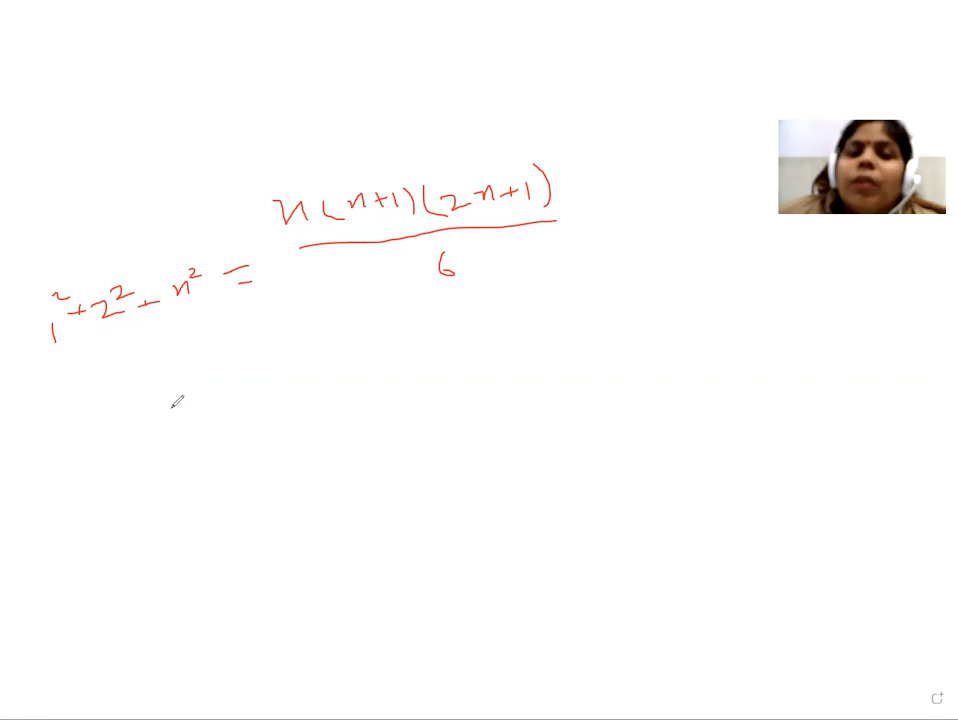 1² + 2² + n² = n(n+1)(2n+1)
6